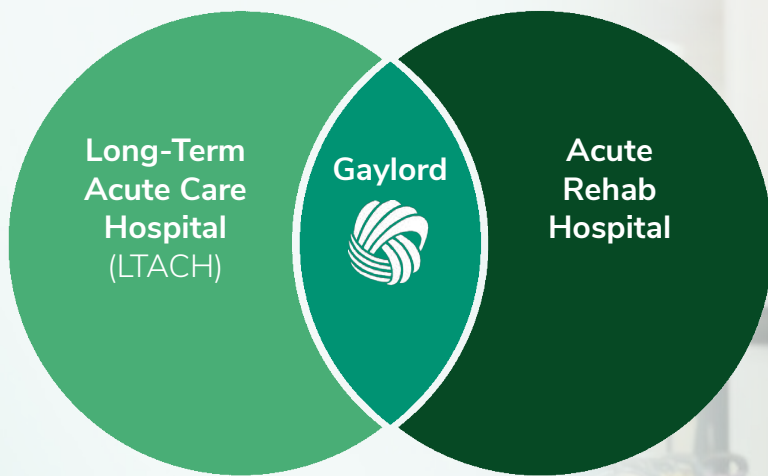 Long-Term
Acute Care
Hospital
(LTACH)
Gaylord
Acute
Rehab
Hospital